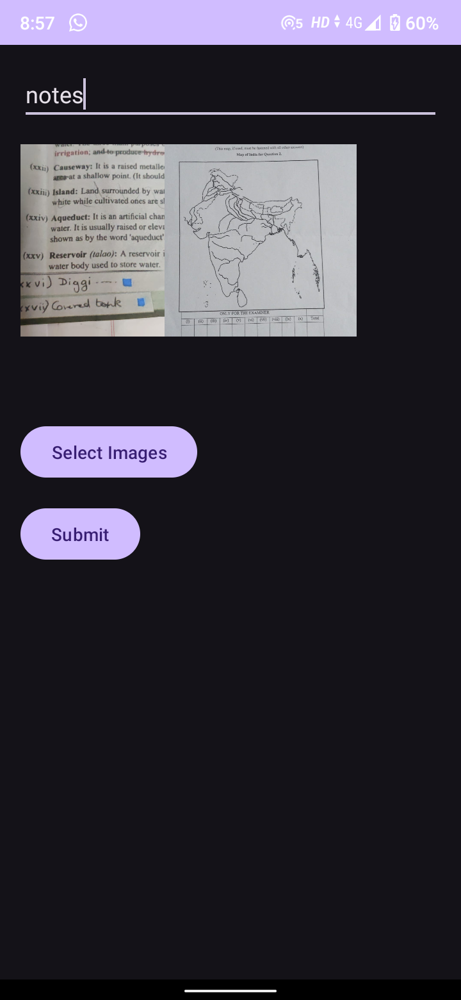 8:57
5 HD 4G 60%
notes
irrigation; and to produce hydro
(xxii) Causeway: It is a raised metalle
area at a shallow point. (It should
(xxiii) Island: Land surrounded by wa
white while cultivated ones are s
(xxiv) Aqueduct: It is an artificial chan
water. It is usually raised or elev
shown as by the word 'aqueduct'
(xxv) Reservoir (talao): A reservoir i
water body used to store water.
xxvi) Diggi
xxvii) Covered tank
(This map, if used, must be fastened with all other answers)
Map of India for Question 2.
ONLY FOR THE EXAMINER
(i) (ii) (iii) (iv) (v) (vi) (vii) (viii) (ix) (x) Total
Select Images
Submit